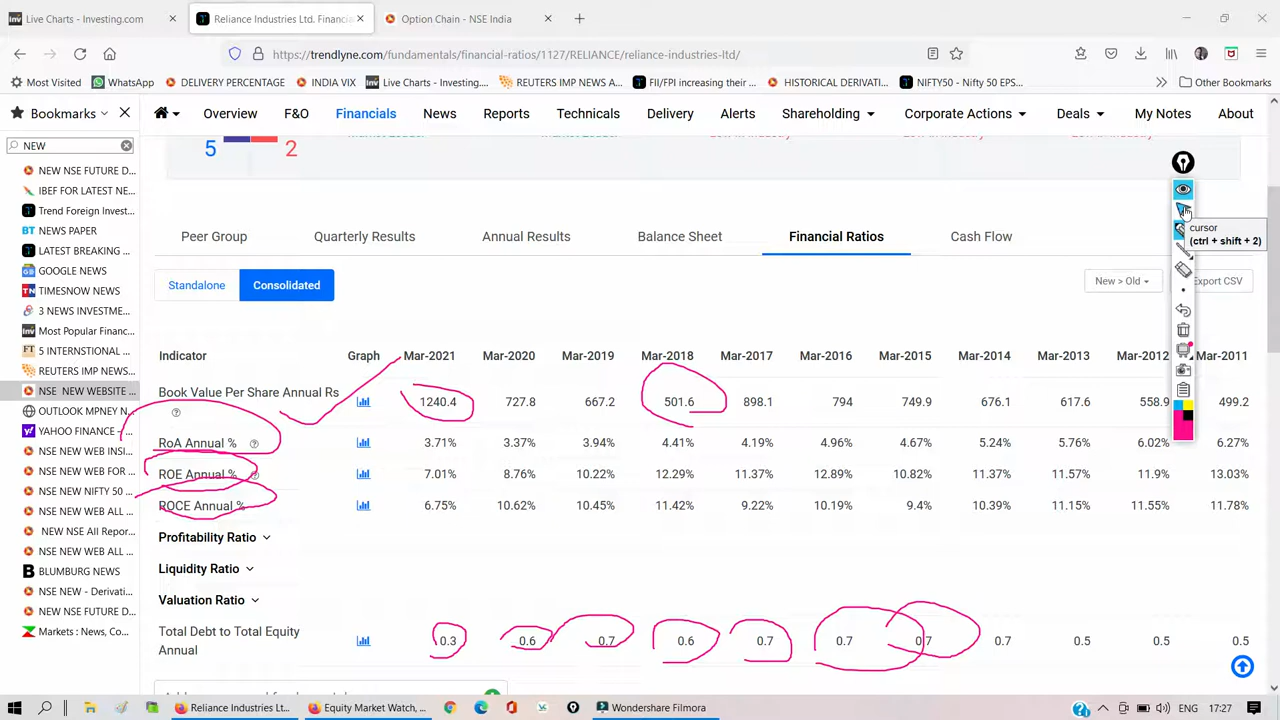 Live Charts - Investing.com
Reliance Industries Ltd. Financi
Option Chain - NSE India
https://trendlyne.com/fundamentals/financial-ratios/1127/RELIANCE/reliance-industries-ltd/
Most Visited WhatsApp DELIVERY PERCENTAGE INDIA VIX Live Charts - Investing.... REUTERS IMP NEWS A... FII/FPI increasing their ... HISTORICAL DERIVATI... NIFTY50 - Nifty 50 EPS... Other Bookmarks
Bookmarks
NEW
NEW NSE FUTURE D...
IBEF FOR LATEST NE...
Trend Foreign Invest...
NEWS PAPER
LATEST BREAKING ...
GOOGLE NEWS
TIMESNOW NEWS
3 NEWS INVESTMENT...
Most Popular Financ...
5 INTERNSTIONAL ...
REUTERS IMP NEWS...
NSE NEW WEBSITE ...
OUTLOOK MPNEY N...
YAHOO FINANCE -
NSE NEW WEB INSI...
NSE NEW WEB FOR ...
NSE NEW NIFTY 50 ...
NSE NEW WEB ALL ...
NEW NSE All Repor...
NSE NEW WEB ALL ...
BLUMBURG NEWS
NSE NEW - Derivati...
NEW NSE FUTURE D...
Markets : News, Co...
Overview F&O Financials News Reports Technicals Delivery Alerts Shareholding Corporate Actions Deals My Notes About
5 2
Peer Group Quarterly Results Annual Results Balance Sheet Financial Ratios Cash Flow
Standalone Consolidated New > Old Export CSV
cursor
(ctrl + shift + 2)
Indicator Graph Mar-2021 Mar-2020 Mar-2019 Mar-2018 Mar-2017 Mar-2016 Mar-2015 Mar-2014 Mar-2013 Mar-2012 Mar-2011
Book Value Per Share Annual Rs 1240.4 727.8 667.2 501.6 898.1 794 749.9 676.1 617.6 558.9 499.2
RoA Annual % 3.71% 3.37% 3.94% 4.41% 4.19% 4.96% 4.67% 5.24% 5.76% 6.02% 6.27%
ROE Annual % 7.01% 8.76% 10.22% 12.29% 11.37% 12.89% 10.82% 11.37% 11.57% 11.9% 13.03%
ROCE Annual % 6.75% 10.62% 10.45% 11.42% 9.22% 10.19% 9.4% 10.39% 11.15% 11.55% 11.78%
Profitability Ratio
Liquidity Ratio
Valuation Ratio
Total Debt to Total Equity
Annual 0.3 0.6 0.7 0.6 0.7 0.7 0.7 0.7 0.5 0.5 0.5
Reliance Industries Lt... Equity Market Watch, ... Wondershare Filmora ENG 17:27